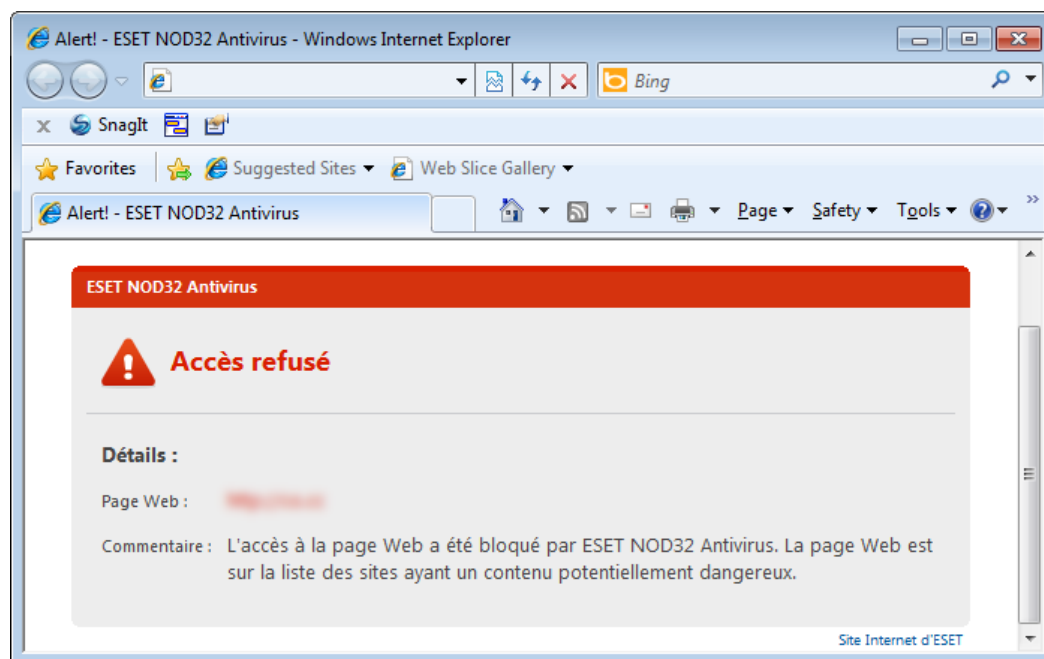 Alert! - ESET NOD32 Antivirus - Windows Internet Explorer
Bing
x SnagIt
Favorites Suggested Sites Web Slice Gallery
Alert! - ESET NOD32 Antivirus Page Safety Tools »
ESET NOD32 Antivirus
Accès refusé
Détails :
Page Web :
Commentaire : L'accès à la page Web a été bloqué par ESET NOD32 Antivirus. La page Web est
sur la liste des sites ayant un contenu potentiellement dangereux.
Site Internet d'ESET